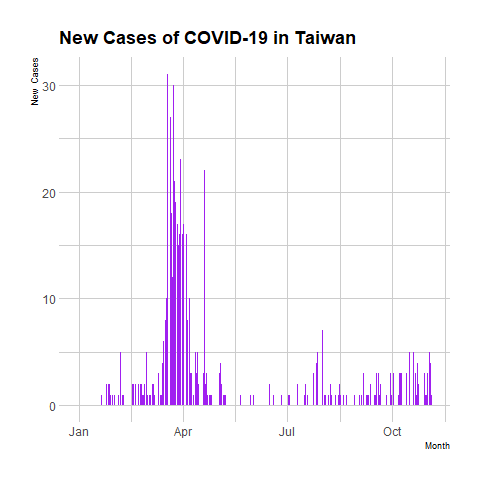 New Cases of COVID-19 in Taiwan
New Cases
30
20
10
0
Jan Apr Jul Oct
Month